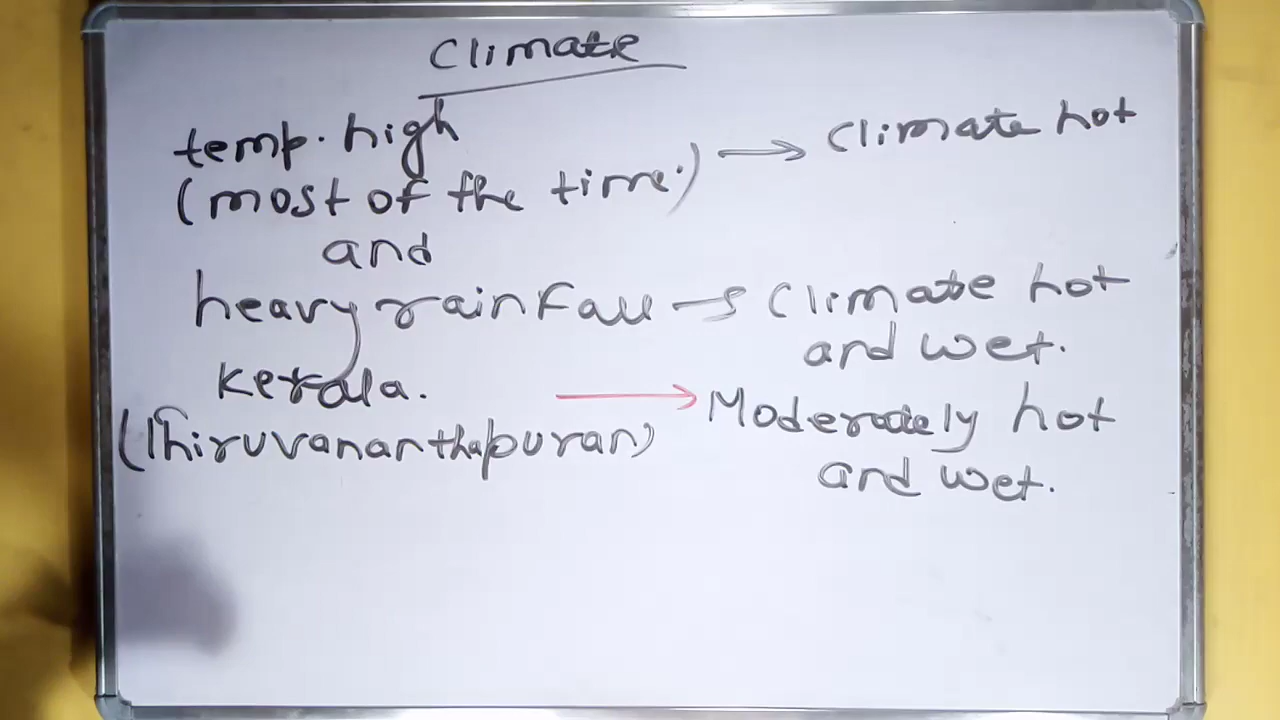 Climate
temp. high
(most of the time.) → Climate hot
and
heavy rainfall → Climate hot
and wet.
Kerala.
(Thiruvananthapuran) → Moderately hot
and wet.